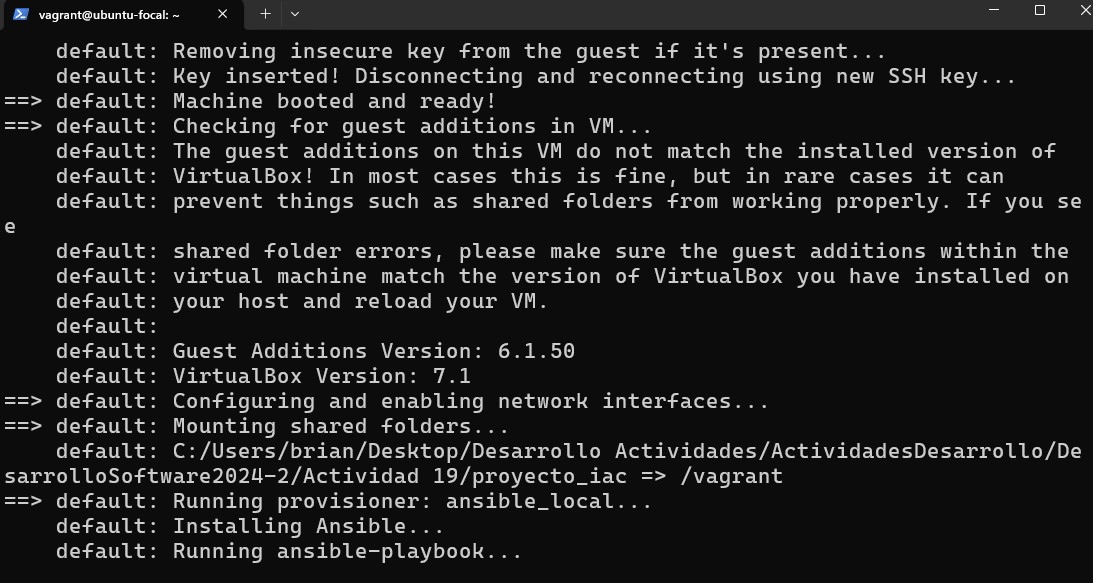 vagrant@ubuntu-focal: ~
    default: Removing insecure key from the guest if it's present...
    default: Key inserted! Disconnecting and reconnecting using new SSH key...
==> default: Machine booted and ready!
==> default: Checking for guest additions in VM...
    default: The guest additions on this VM do not match the installed version of
    default: VirtualBox! In most cases this is fine, but in rare cases it can
    default: prevent things such as shared folders from working properly. If you se
e
    default: shared folder errors, please make sure the guest additions within the
    default: virtual machine match the version of VirtualBox you have installed on
    default: your host and reload your VM.
    default:
    default: Guest Additions Version: 6.1.50
    default: VirtualBox Version: 7.1
==> default: Configuring and enabling network interfaces...
==> default: Mounting shared folders...
    default: C:/Users/brian/Desktop/Desarrollo Actividades/ActividadesDesarrollo/De
sarrolloSoftware2024-2/Actividad 19/proyecto_iac => /vagrant
==> default: Running provisioner: ansible_local...
    default: Installing Ansible...
    default: Running ansible-playbook...